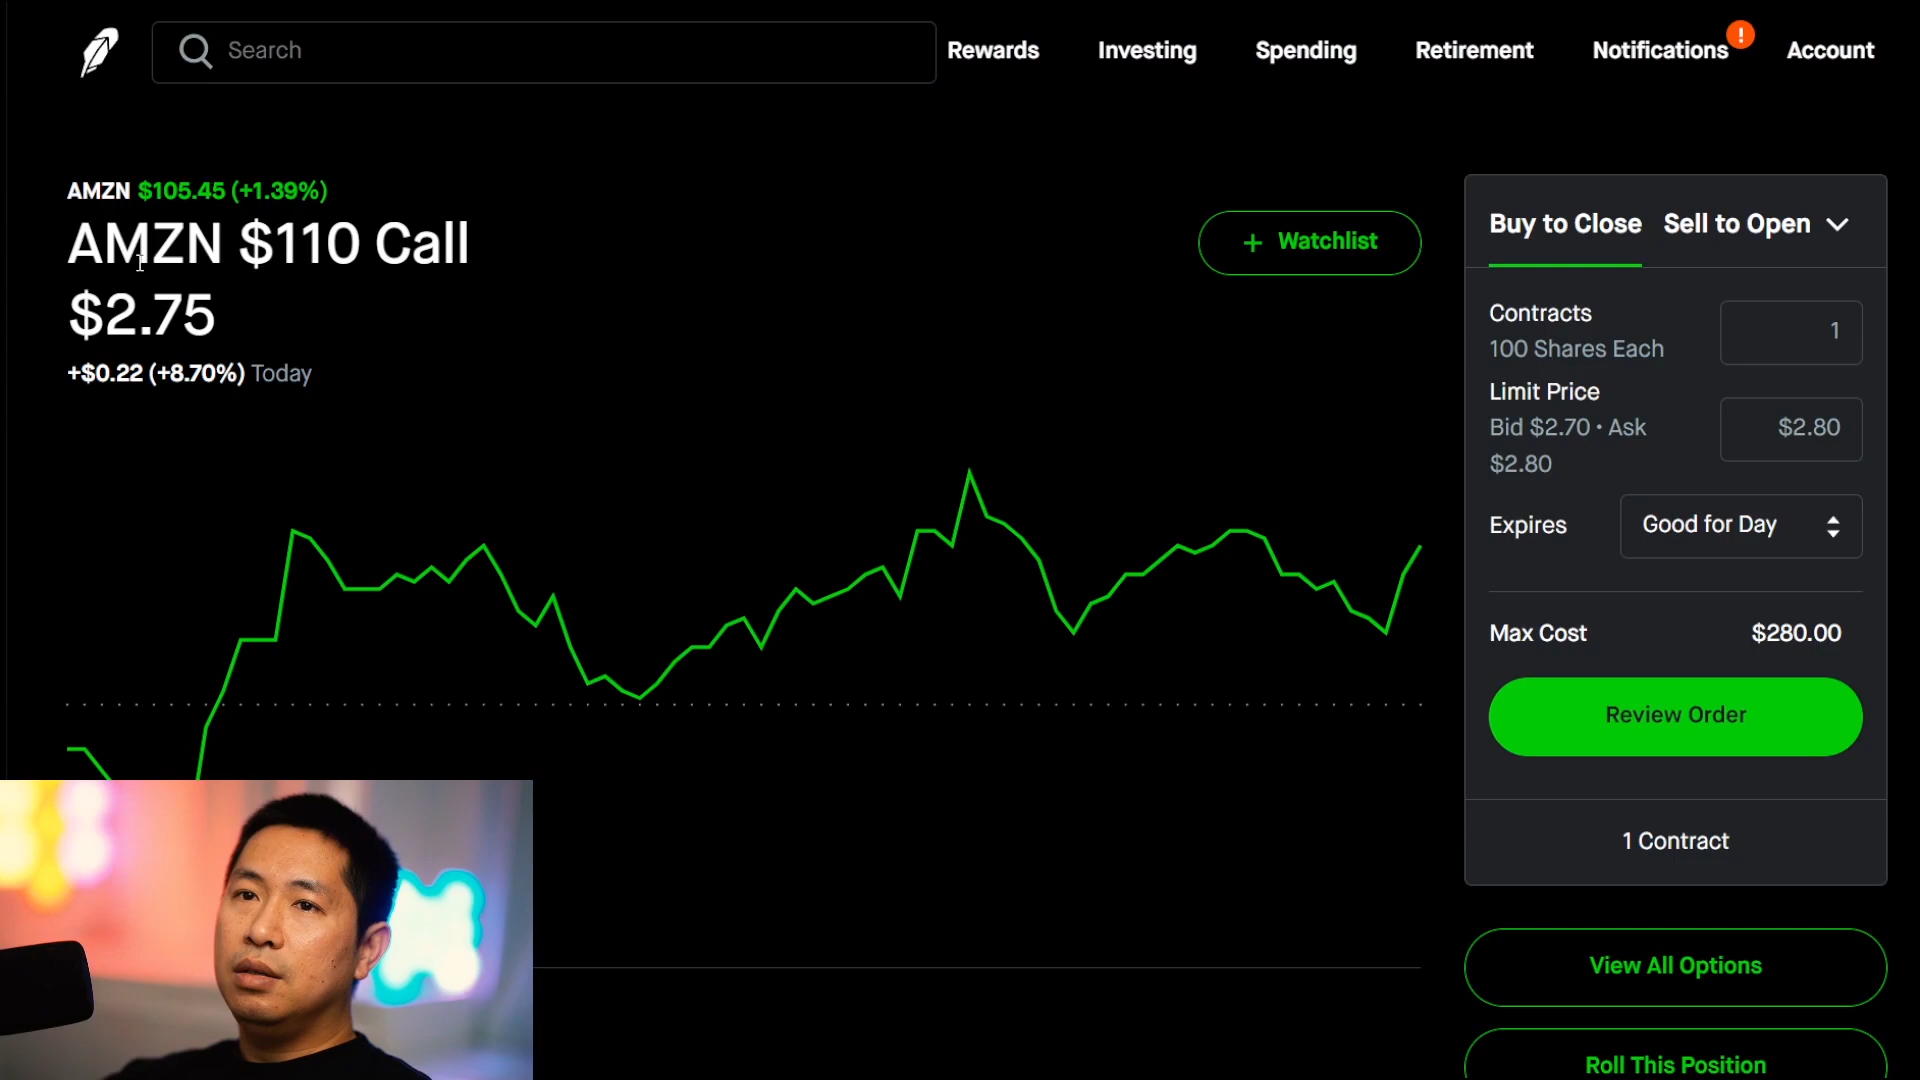 Search
Rewards
Investing
Spending
Retirement
Notifications
!
Account
AMZN $105.45 (+1.39%)
AMZN $110 Call
$2.75
+$0.22 (+8.70%) Today
+ Watchlist
Buy to Close
Sell to Open
Contracts
100 Shares Each
1
Limit Price
Bid $2.70 • Ask
$2.80
$2.80
Expires
Good for Day
Max Cost
$280.00
Review Order
1 Contract
View All Options
Roll This Position